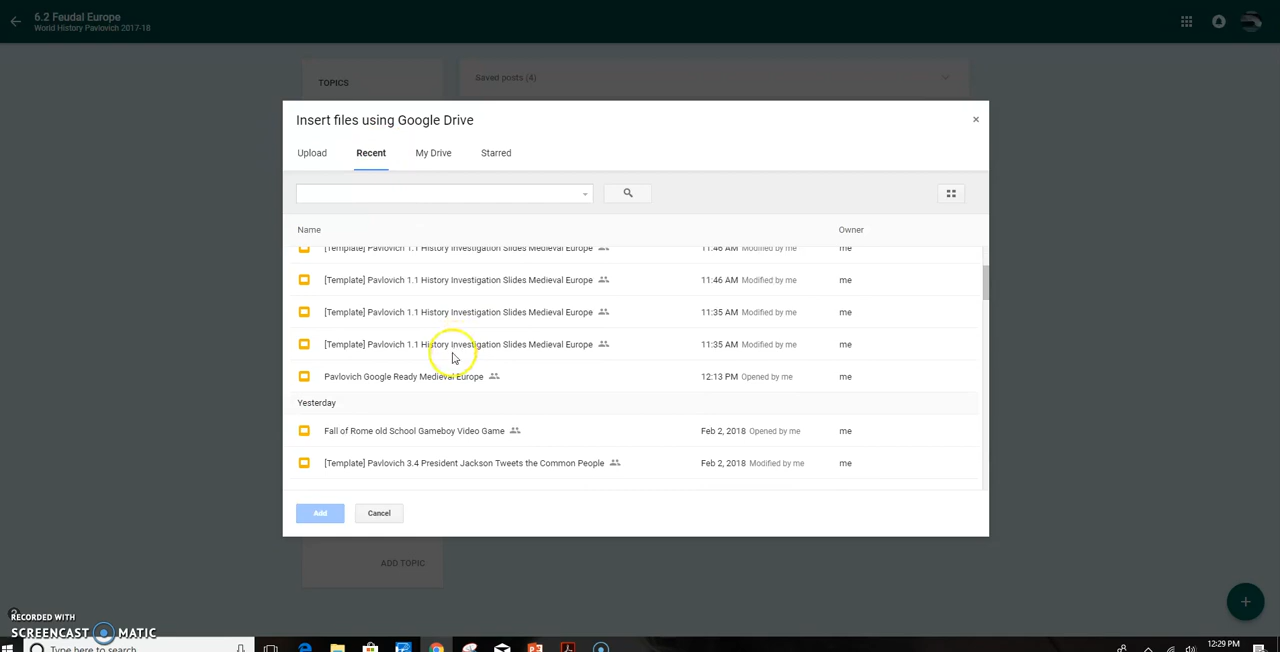 6.2 Feudal Europe
World History Pavlovich 2017-18
TOPICS
Saved posts (4)
Insert files using Google Drive
×
Upload Recent My Drive Starred
Name Owner
[Template] Pavlovich 1.1 History Investigation Slides Medieval Europe 11:46 AM Modified by me me
[Template] Pavlovich 1.1 History Investigation Slides Medieval Europe 11:46 AM Modified by me me
[Template] Pavlovich 1.1 History Investigation Slides Medieval Europe 11:35 AM Modified by me me
[Template] Pavlovich 1.1 History Investigation Slides Medieval Europe 11:35 AM Modified by me me
Pavlovich Google Ready Medieval Europe 12:13 PM Opened by me me
Yesterday
Fall of Rome old School Gameboy Video Game Feb 2, 2018 Opened by me me
[Template] Pavlovich 3.4 President Jackson Tweets the Common People Feb 2, 2018 Modified by me me
Add Cancel
ADD TOPIC
RECORDED WITH
SCREENCAST MATIC
Type here to search
12:29 PM